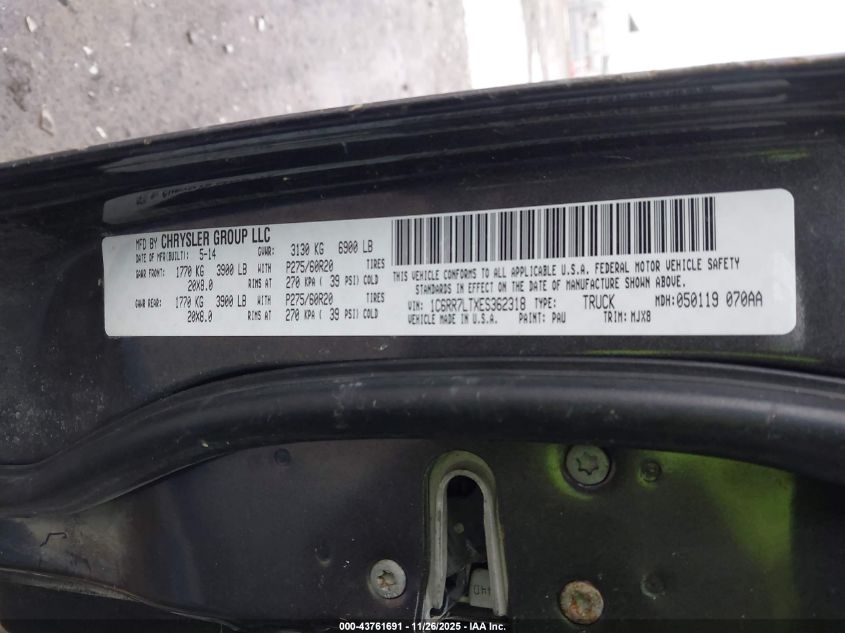 MFD BY CHRYSLER GROUP LLC
DATE OF MFR(BUILT): 5-14 GVWR: 3130 KG 6900 LB
GAWR FRONT: 1770 KG 3900 LB WITH P275/60R20 TIRES
20X8.0 RIMS AT 270 KPA ( 39 PSI) COLD
GAWR REAR: 1770 KG 3900 LB WITH P275/60R20 TIRES
20X8.0 RIMS AT 270 KPA ( 39 PSI) COLD
THIS VEHICLE CONFORMS TO ALL APPLICABLE U.S.A. FEDERAL MOTOR VEHICLE SAFETY
STANDARDS IN EFFECT ON THE DATE OF MANUFACTURE SHOWN ABOVE.
VIN: 1C6RR7LTXES362318 TYPE: TRUCK MDH: 050119 070AA
VEHICLE MADE IN U.S.A. PAINT: PAU TRIM: MJX8
000-43761691 - 11/26/2025 - IAA Inc.